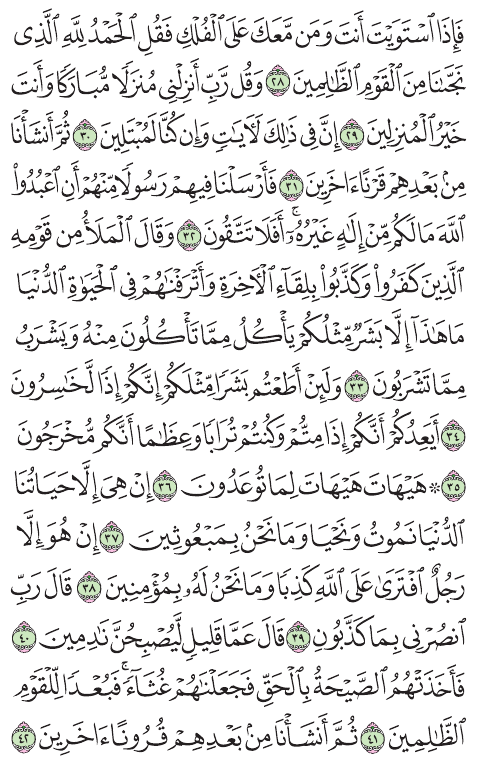 فَإِذَا ٱسْتَوَيْتَ أَنتَ وَمَن مَّعَكَ عَلَى ٱلْفُلْكِ فَقُلِ ٱلْحَمْدُ لِلَّهِ ٱلَّذِى
نَجَّىٰنَا مِنَ ٱلْقَوْمِ ٱلظَّـٰلِمِينَ ٢٨ وَقُل رَّبِّ أَنزِلْنِى مُنزَلًا مُّبَارَكًا وَأَنتَ
خَيْرُ ٱلْمُنزِلِينَ ٢٩ إِنَّ فِى ذَٰلِكَ لَـَٔايَـٰتٍ وَإِن كُنَّا لَمُبْتَلِينَ ٣٠ ثُمَّ أَنشَأْنَا
مِنۢ بَعْدِهِمْ قَرْنًا ءَاخَرِينَ ٣١ فَأَرْسَلْنَا فِيهِمْ رَسُولًا مِّنْهُمْ أَنِ ٱعْبُدُوا۟
ٱللَّهَ مَا لَكُم مِّنْ إِلَـٰهٍ غَيْرُهُۥٓ ۚ أَفَلَا تَتَّقُونَ ٣٢ وَقَالَ ٱلْمَلَأُ مِن قَوْمِهِ
ٱلَّذِينَ كَفَرُوا۟ وَكَذَّبُوا۟ بِلِقَآءِ ٱلْـَٔاخِرَةِ وَأَتْرَفْنَـٰهُمْ فِى ٱلْحَيَوٰةِ ٱلدُّنْيَا
مَا هَـٰذَآ إِلَّا بَشَرٌ مِّثْلُكُمْ يَأْكُلُ مِمَّا تَأْكُلُونَ مِنْهُ وَيَشْرَبُ
مِمَّا تَشْرَبُونَ ٣٣ وَلَئِنْ أَطَعْتُم بَشَرًا مِّثْلَكُمْ إِنَّكُمْ إِذًا لَّخَـٰسِرُونَ
٣٤ أَيَعِدُكُمْ أَنَّكُمْ إِذَا مِتُّمْ وَكُنتُمْ تُرَابًا وَعِظَـٰمًا أَنَّكُم مُّخْرَجُونَ
٣٥ ۞ هَيْهَاتَ هَيْهَاتَ لِمَا تُوعَدُونَ ٣٦ إِنْ هِىَ إِلَّا حَيَاتُنَا
ٱلدُّنْيَا نَمُوتُ وَنَحْيَا وَمَا نَحْنُ بِمَبْعُوثِينَ ٣٧ إِنْ هُوَ إِلَّا
رَجُلٌ ٱفْتَرَىٰ عَلَى ٱللَّهِ كَذِبًا وَمَا نَحْنُ لَهُۥ بِمُؤْمِنِينَ ٣٨ قَالَ رَبِّ
ٱنصُرْنِى بِمَا كَذَّبُونِ ٣٩ قَالَ عَمَّا قَلِيلٍ لَّيُصْبِحُنَّ نَـٰدِمِينَ ٤٠
فَأَخَذَتْهُمُ ٱلصَّيْحَةُ بِٱلْحَقِّ فَجَعَلْنَـٰهُمْ غُثَآءً ۚ فَبُعْدًا لِّلْقَوْمِ
ٱلظَّـٰلِمِينَ ٤١ ثُمَّ أَنشَأْنَا مِنۢ بَعْدِهِمْ قُرُونًا ءَاخَرِينَ ٤٢